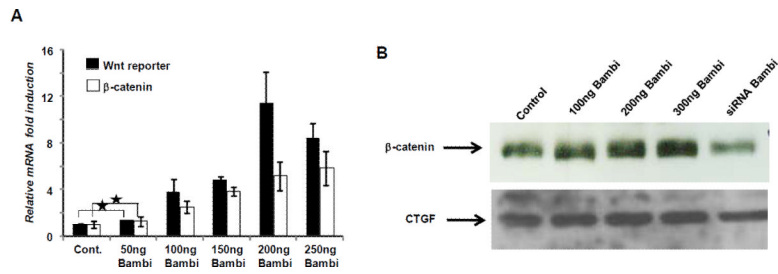 A
Relative mRNA fold induction
16
12
8
4
0
Wnt reporter
β-catenin
★
★
Cont.
50ng Bambi
100ng Bambi
150ng Bambi
200ng Bambi
250ng Bambi
B
Control
100ng Bambi
200ng Bambi
300ng Bambi
siRNA Bambi
β-catenin
CTGF